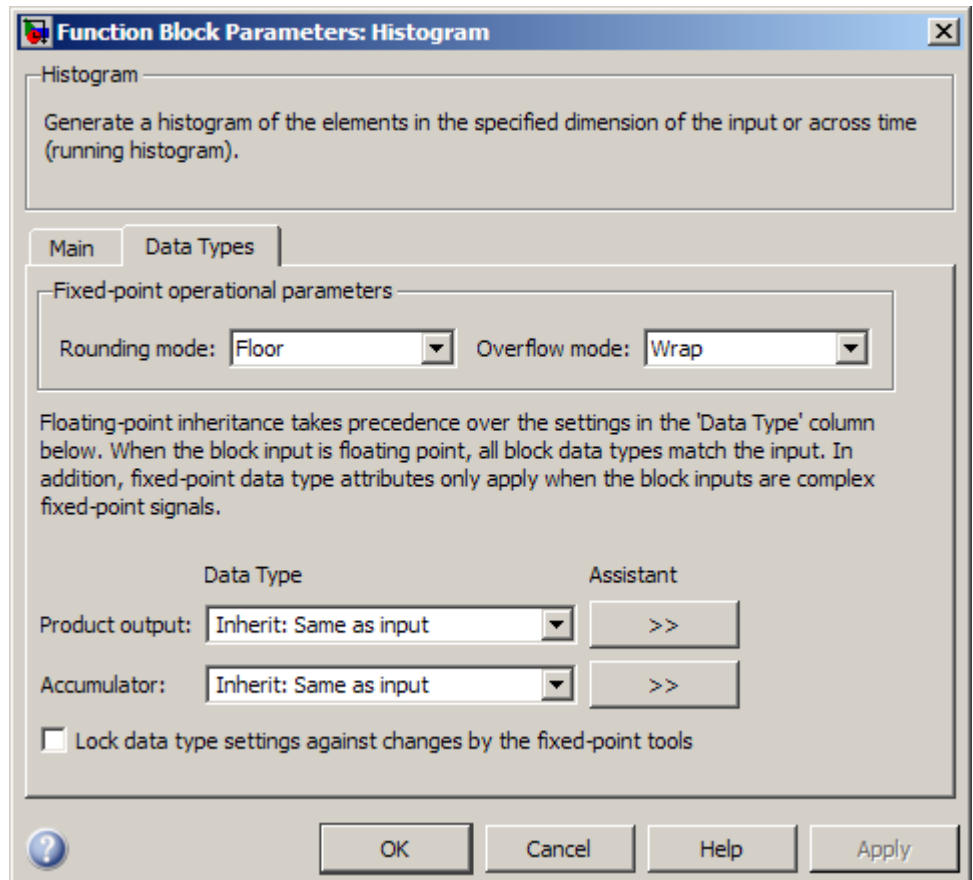 Function Block Parameters: Histogram
Histogram
Generate a histogram of the elements in the specified dimension of the input or across time
(running histogram).
Main Data Types
Fixed-point operational parameters
Rounding mode: Floor Overflow mode: Wrap
Floating-point inheritance takes precedence over the settings in the 'Data Type' column
below. When the block input is floating point, all block data types match the input. In
addition, fixed-point data type attributes only apply when the block inputs are complex
fixed-point signals.
Data Type Assistant
Product output: Inherit: Same as input >>
Accumulator: Inherit: Same as input >>
Lock data type settings against changes by the fixed-point tools
? OK Cancel Help Apply